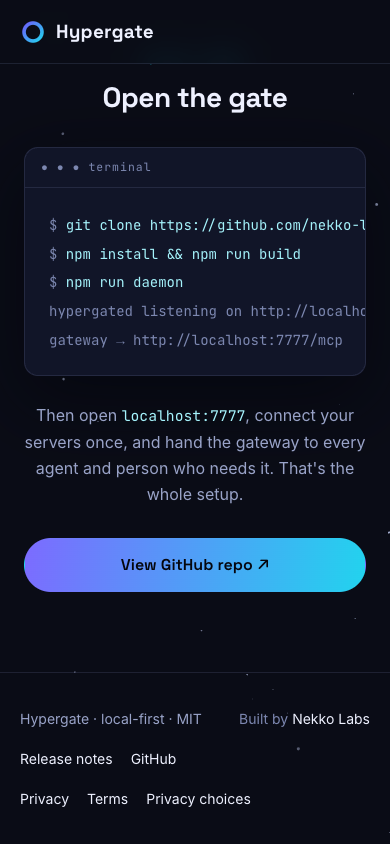 Hypergate
Open the gate
terminal
$ git clone https://github.com/nekko-l
$ npm install && npm run build
$ npm run daemon
hypergated listening on http://localho
gateway → http://localhost:7777/mcp
Then open localhost:7777, connect your
servers once, and hand the gateway to every
agent and person who needs it. That's the
whole setup.
View GitHub repo ↗
Hypergate · local-first · MIT
Built by Nekko Labs
Release notes GitHub
Privacy Terms Privacy choices